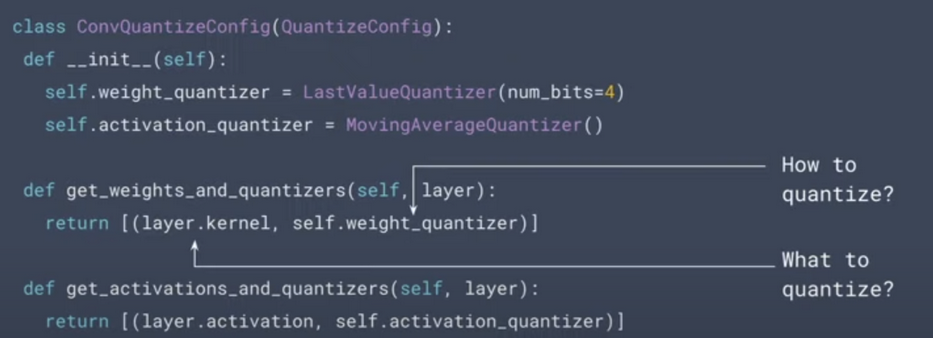 class ConvQuantizeConfig(QuantizeConfig):
def __init__(self):
self.weight_quantizer = LastValueQuantizer(num_bits=4)
self.activation_quantizer = MovingAverageQuantizer()
How to
quantize?
def get_weights_and_quantizers(self, layer):
return [(layer.kernel, self.weight_quantizer)]
What to
quantize?
def get_activations_and_quantizers(self, layer):
return [(layer.activation, self.activation_quantizer)]